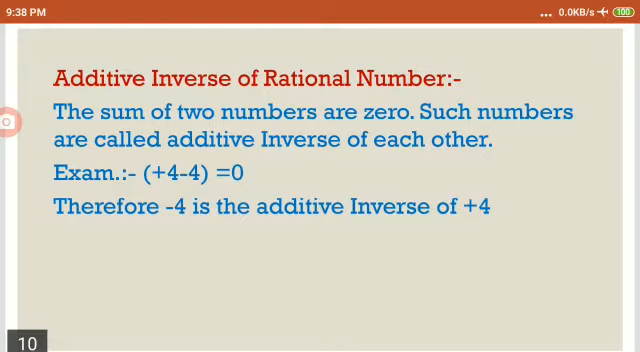 9:38 PM ... 0.0KB/s 100
Additive Inverse of Rational Number:-
The sum of two numbers are zero. Such numbers
are called additive Inverse of each other.
Exam.:- (+4-4) =0
Therefore -4 is the additive Inverse of +4
10